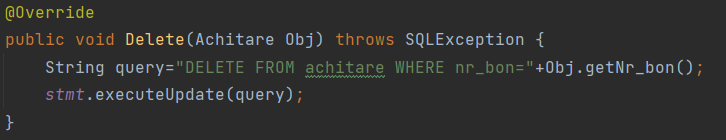 @Override
public void Delete(Achitare Obj) throws SQLException {
    String query="DELETE FROM achitare WHERE nr_bon="+Obj.getNr_bon();
    stmt.executeUpdate(query);
}